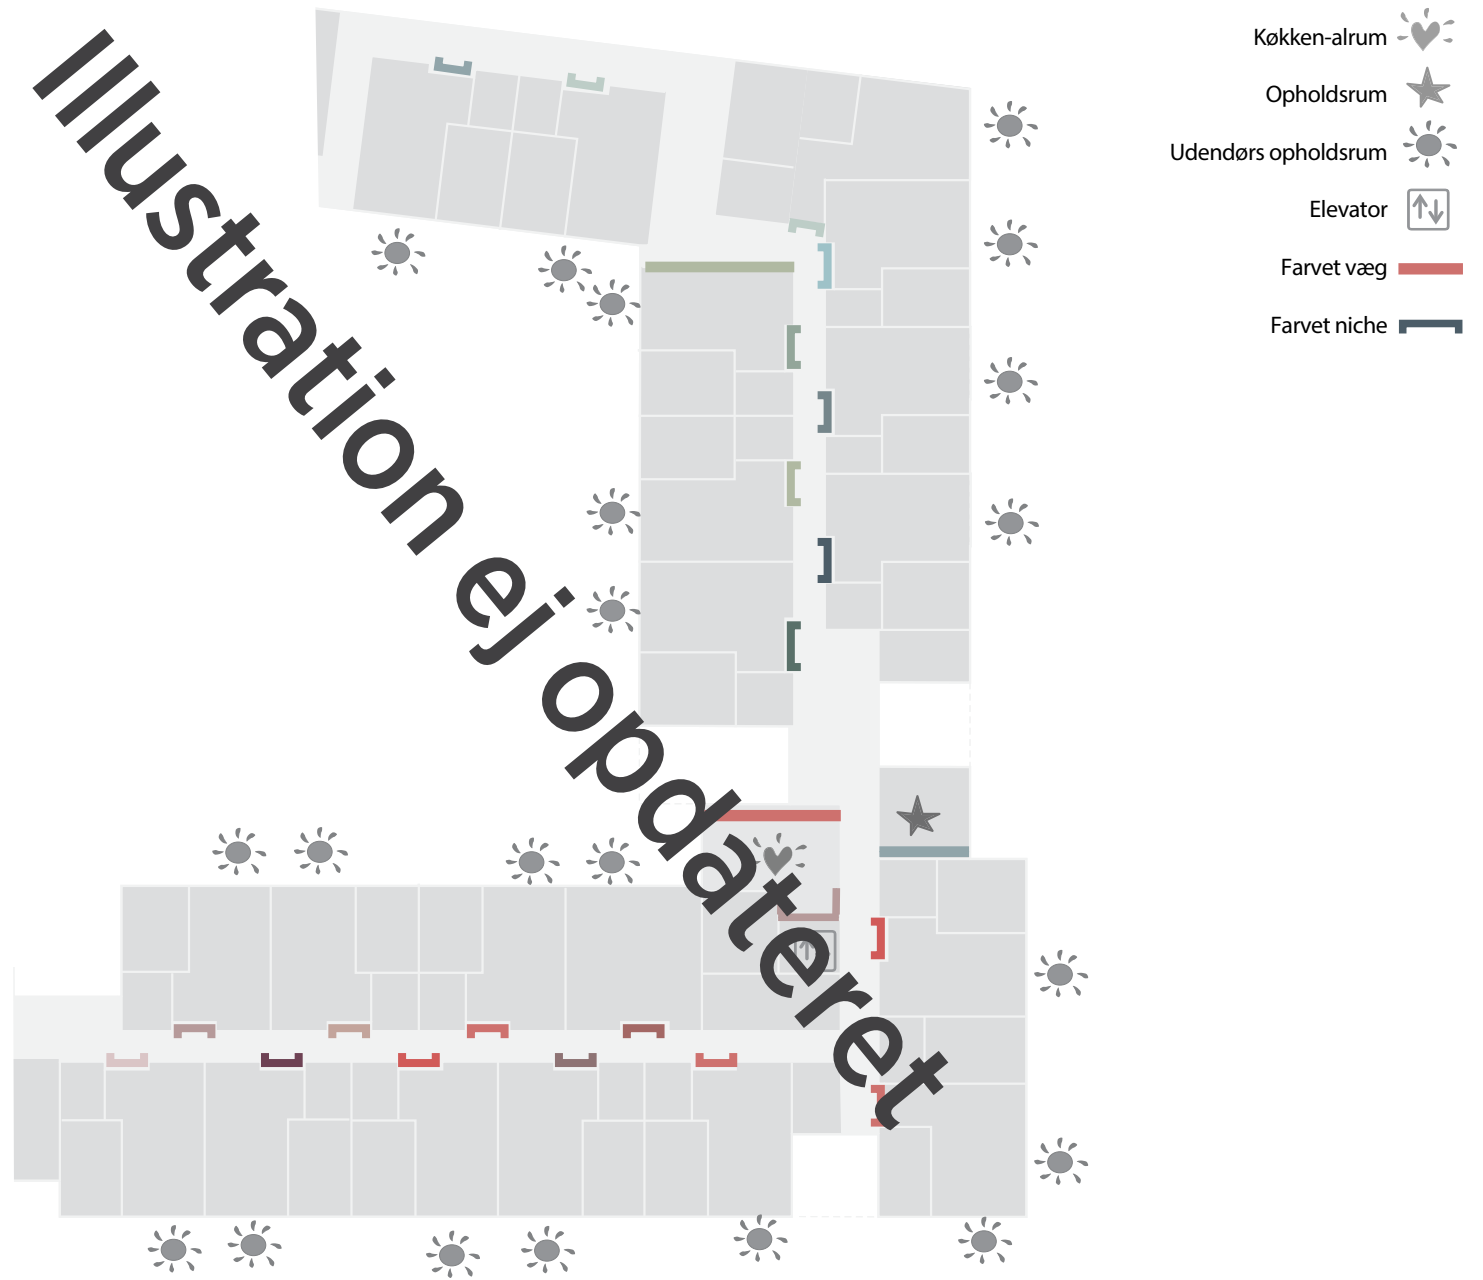 Illustration ej opdateret
Køkken-alrum
Opholdsrum
Udendørs opholdsrum
Elevator
Farvet væg
Farvet niche